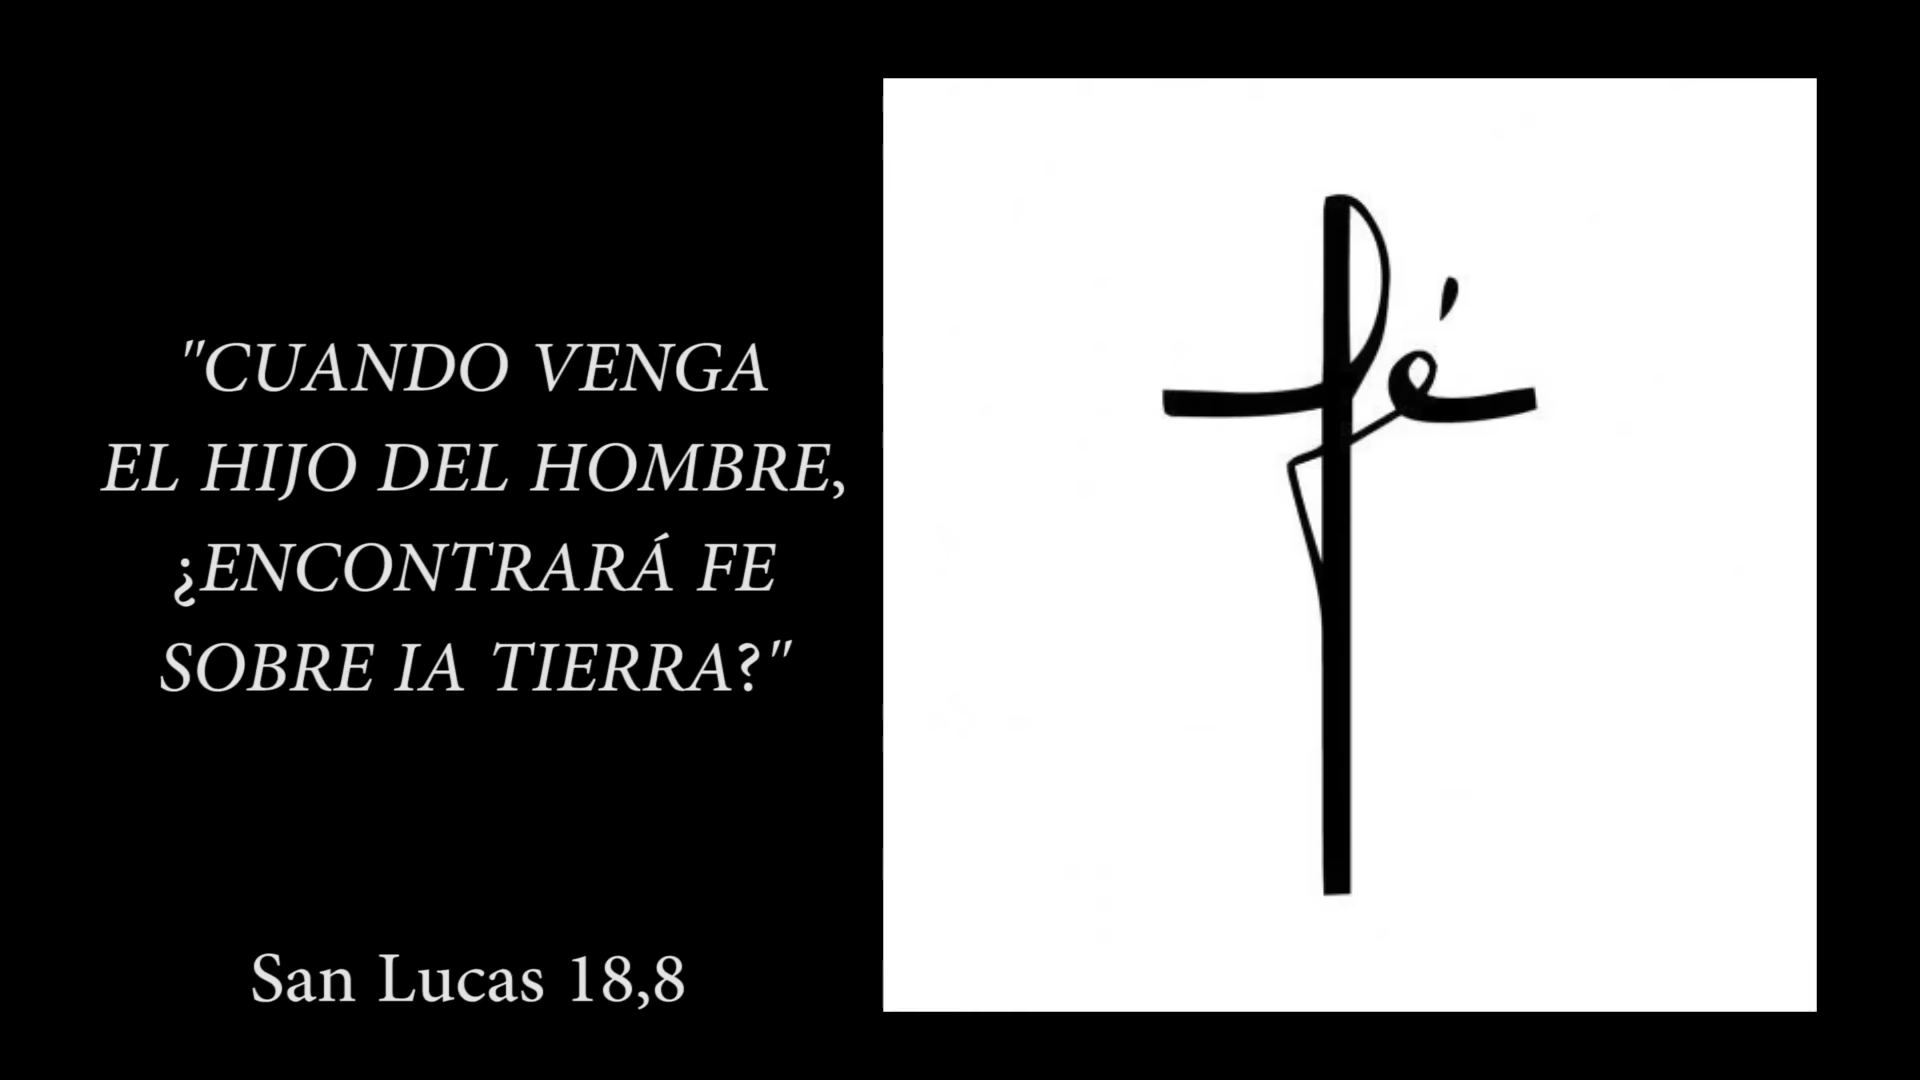 "CUANDO VENGA
EL HIJO DEL HOMBRE,
¿ENCONTRARÁ FE
SOBRE IA TIERRA?"
San Lucas 18,8
fé